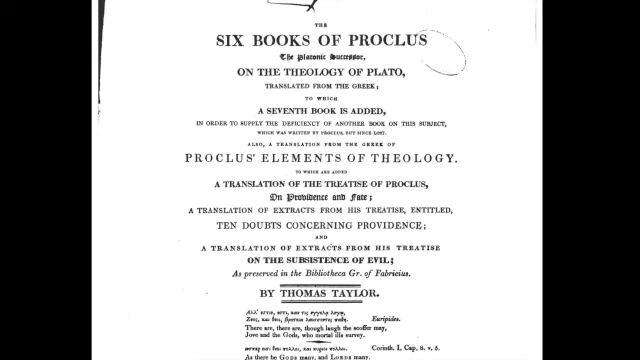 THE
SIX BOOKS OF PROCLUS
The Platonic Successor,
ON THE THEOLOGY OF PLATO,
TRANSLATED FROM THE GREEK;
TO WHICH
A SEVENTH BOOK IS ADDED,
IN ORDER TO SUPPLY THE DEFICIENCY OF ANOTHER BOOK ON THIS SUBJECT,
WHICH WAS WRITTEN BY PROCLUS, BUT SINCE LOST.
ALSO, A TRANSLATION FROM THE GREEK OF
PROCLUS' ELEMENTS OF THEOLOGY.
TO WHICH ARE ADDED
A TRANSLATION OF THE TREATISE OF PROCLUS,
On Providence and Fate;
A TRANSLATION OF EXTRACTS FROM HIS TREATISE, ENTITLED,
TEN DOUBTS CONCERNING PROVIDENCE;
AND
A TRANSLATION OF EXTRACTS FROM HIS TREATISE
ON THE SUBSISTENCE OF EVIL;
As preserved in the Bibliotheca Gr. of Fabricius.
BY THOMAS TAYLOR.
Euripides.
There are, there are, though laugh the scoffer may,
Jove and the Gods, who mortal ills survey.
Corinth. I. Cap. 8. v. 5.
As there be GODS many, and LORDS many.